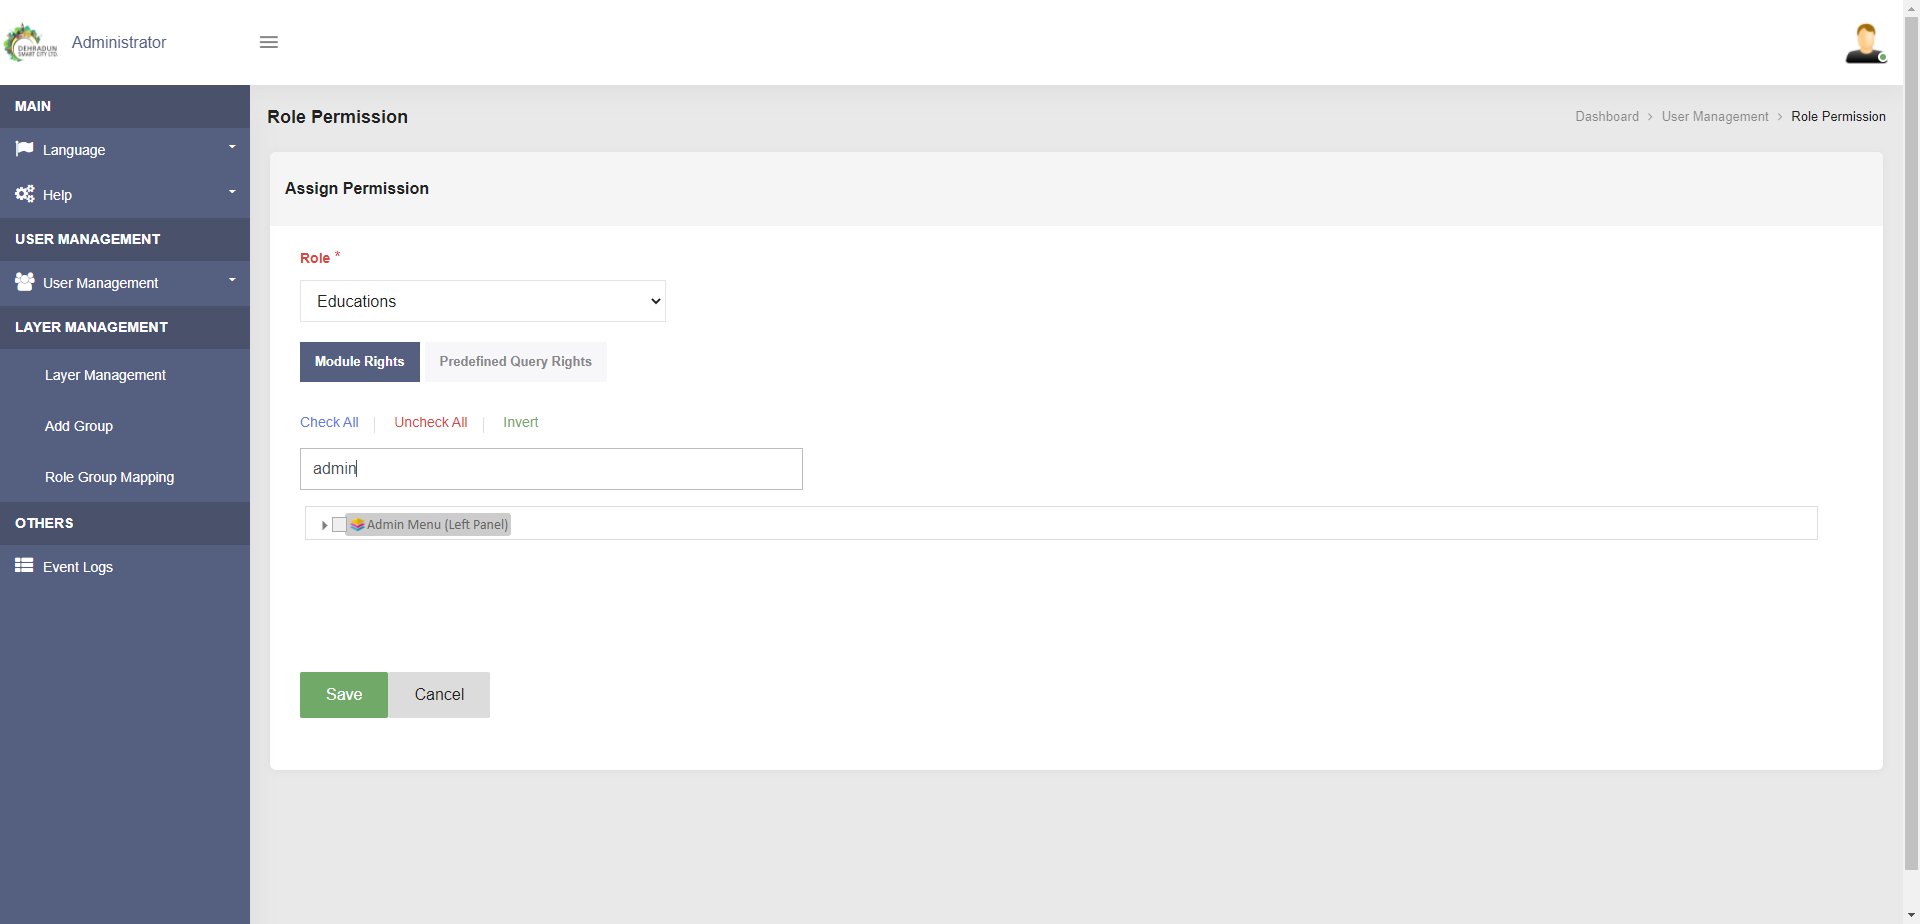 DEHRADUN
SMART CITY LTD.
Administrator
MAIN
Language
Help
USER MANAGEMENT
User Management
LAYER MANAGEMENT
Layer Management
Add Group
Role Group Mapping
OTHERS
Event Logs
Role Permission
Dashboard > User Management > Role Permission
Assign Permission
Role *
Educations
Module Rights Predefined Query Rights
Check All Uncheck All Invert
admin
Admin Menu (Left Panel)
Save Cancel